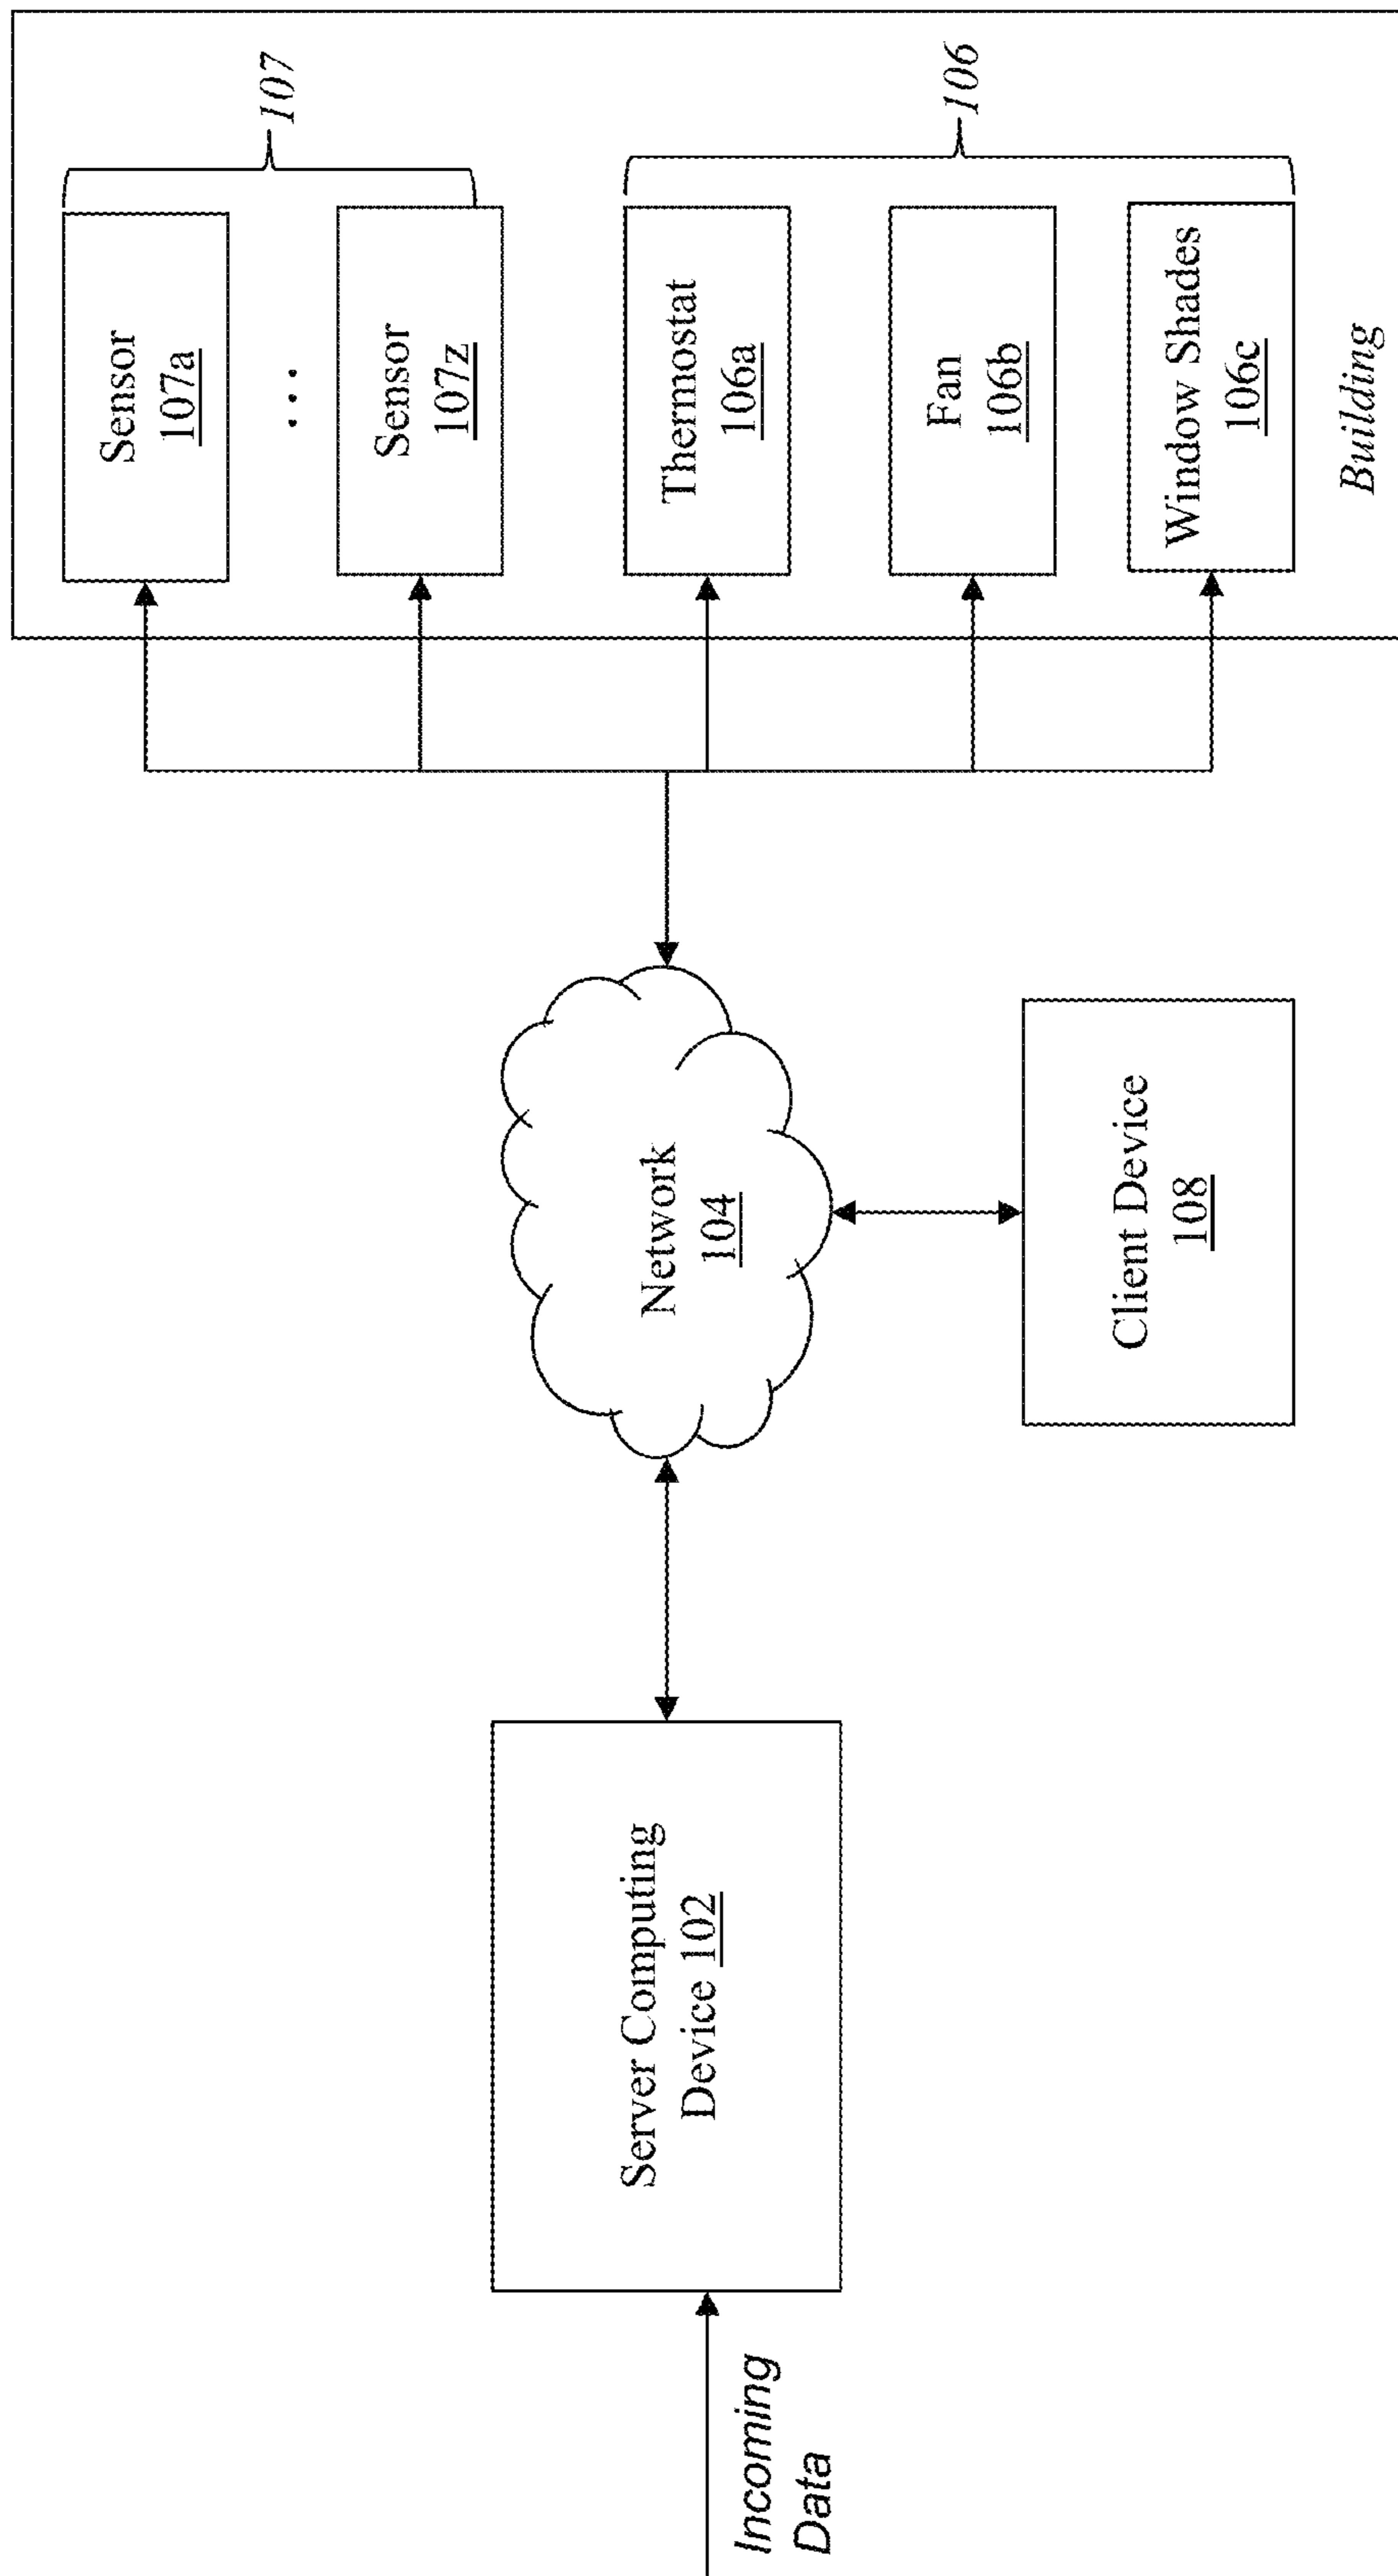 Incoming
Data
Server Computing
Device 102
Network
104
Client Device
108
Sensor
107a
...
Sensor
107z
107
Thermostat
106a
Fan
106b
Window Shades
106c
106
Building